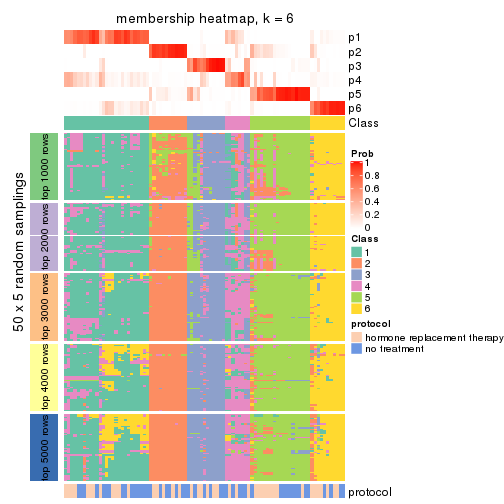 membership heatmap, k = 6
p1
p2
p3
p4
p5
p6
Class
50 x 5 random samplings
top 1000 rows
top 2000 rows
top 3000 rows
top 4000 rows
top 5000 rows
protocol
Prob
1
0.8
0.6
0.4
0.2
0
Class
1
2
3
4
5
6
protocol
hormone replacement therapy
no treatment